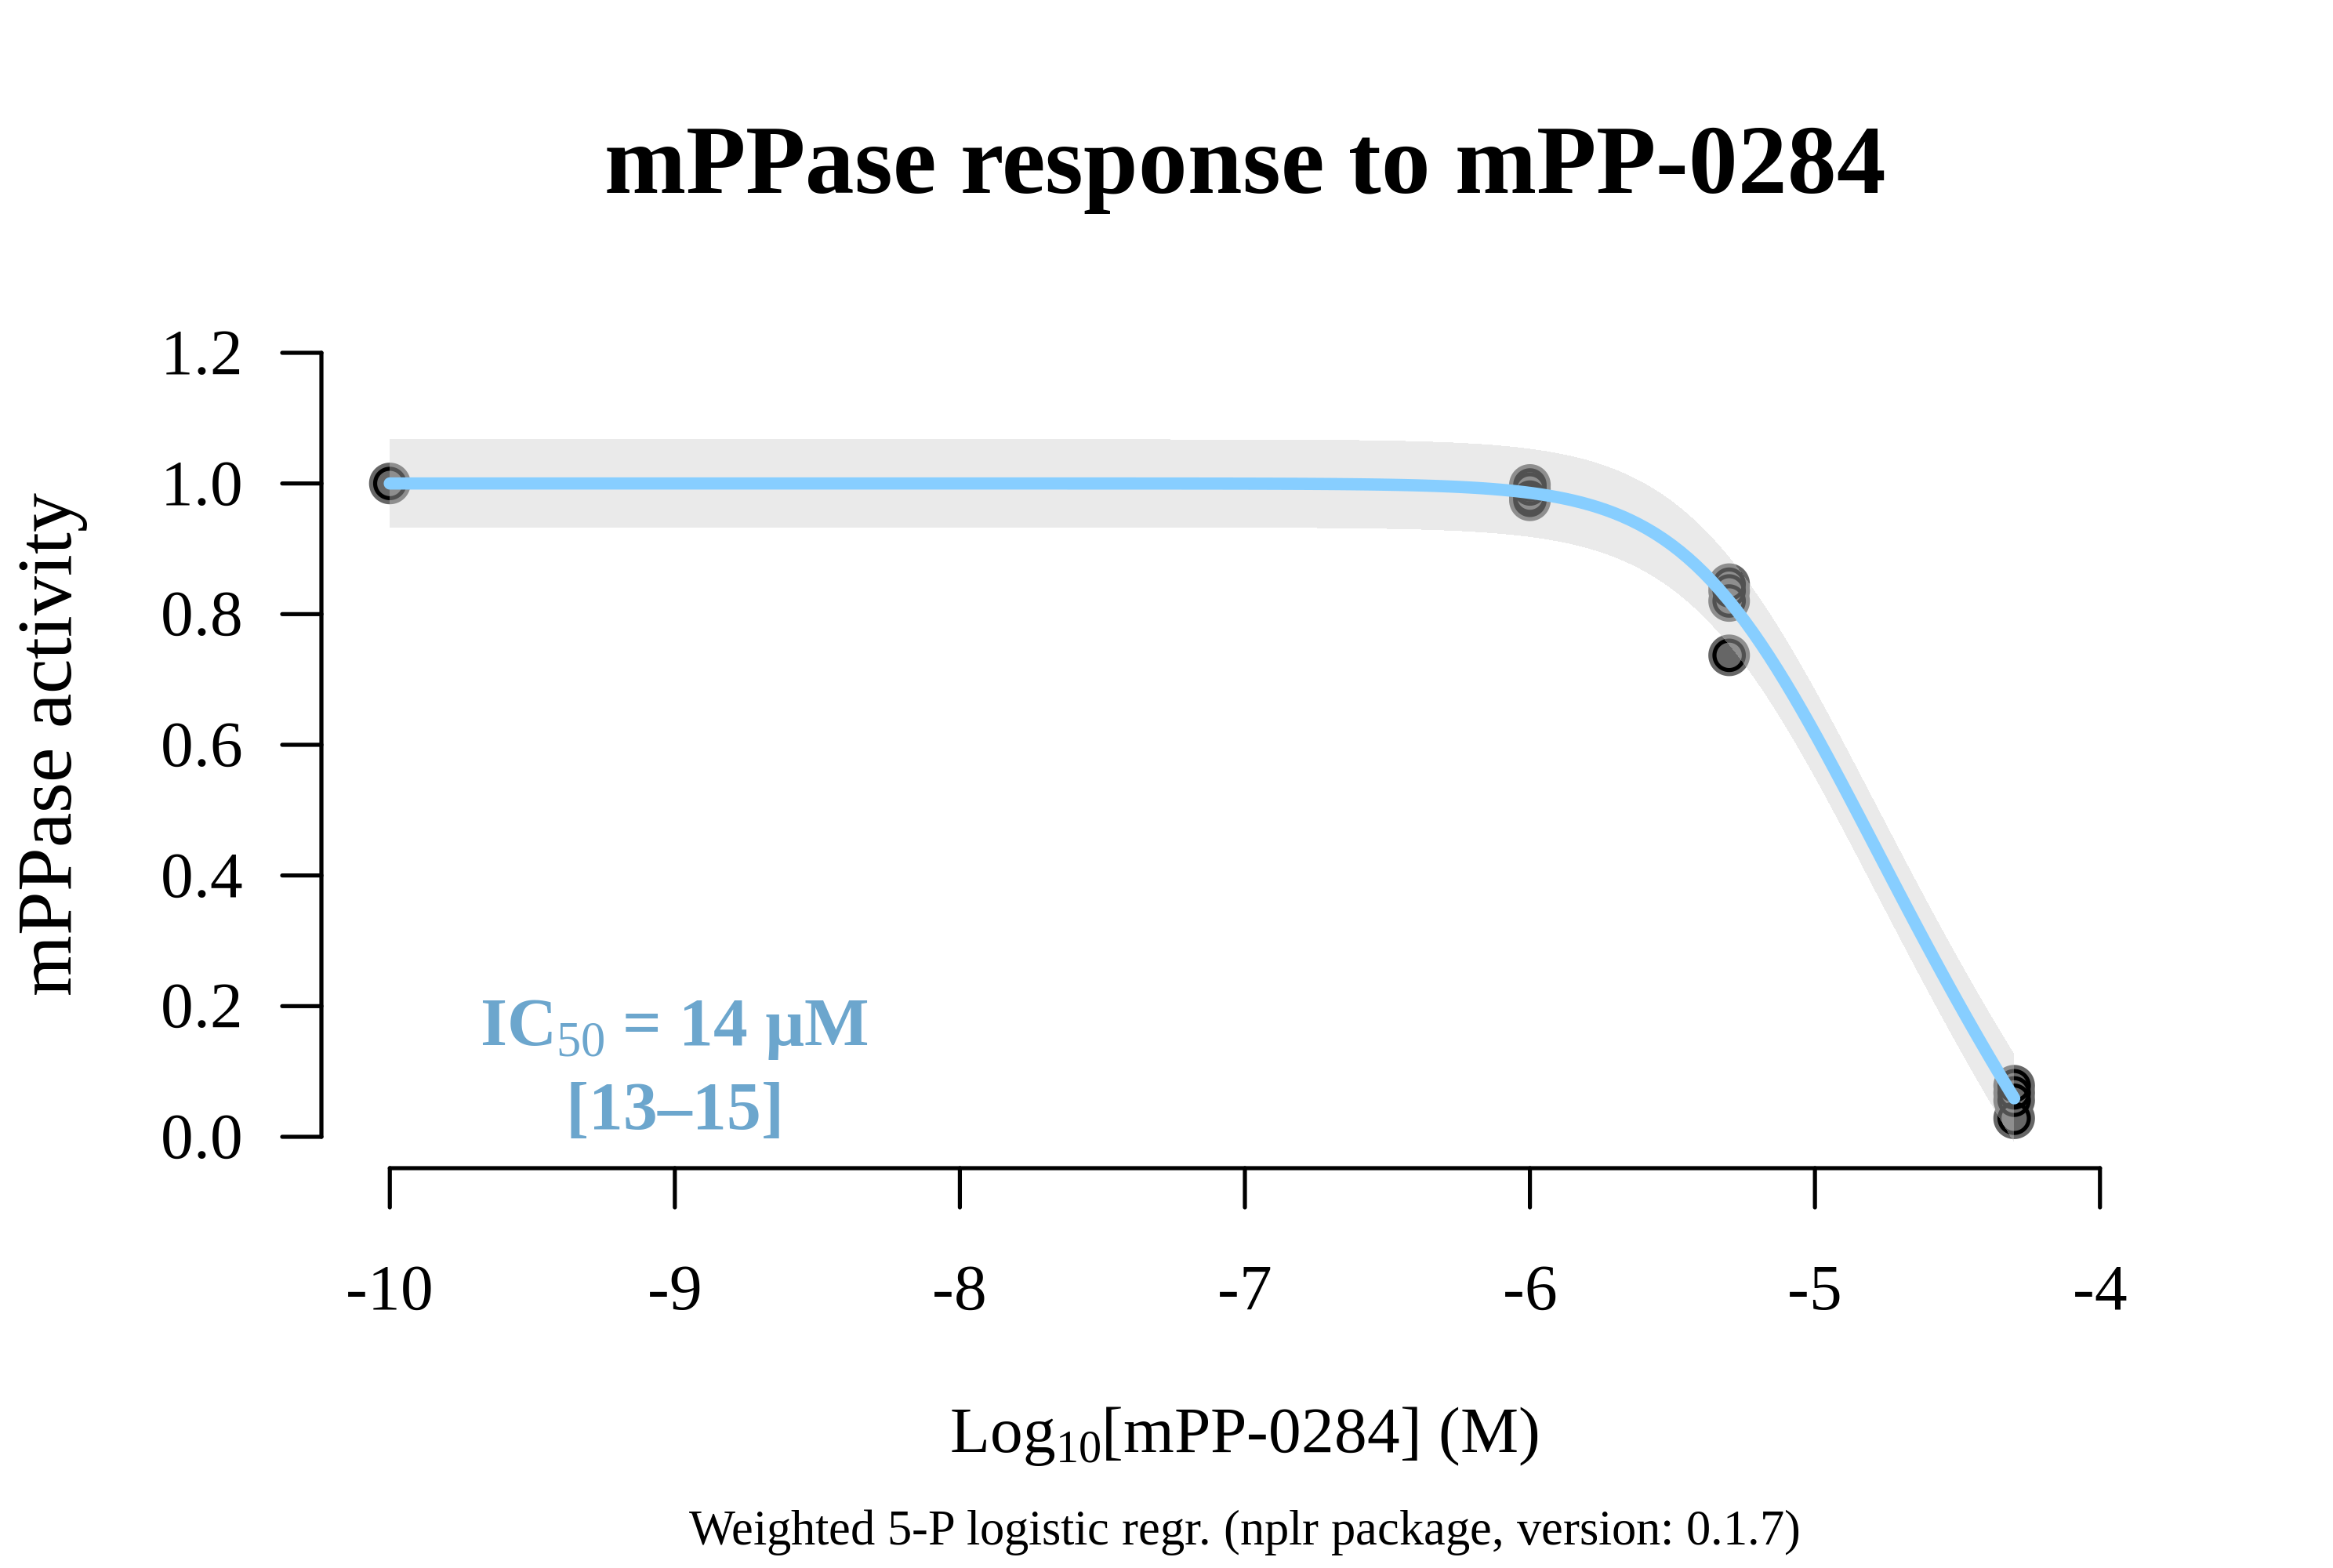 mPPase response to mPP-0284
mPPase activity
1.2
1.0
0.8
0.6
0.4
0.2
0.0
IC50 = 14 µM
[13–15]
-10 -9 -8 -7 -6 -5 -4
Log10[mPP-0284] (M)
Weighted 5-P logistic regr. (nplr package, version: 0.1.7)